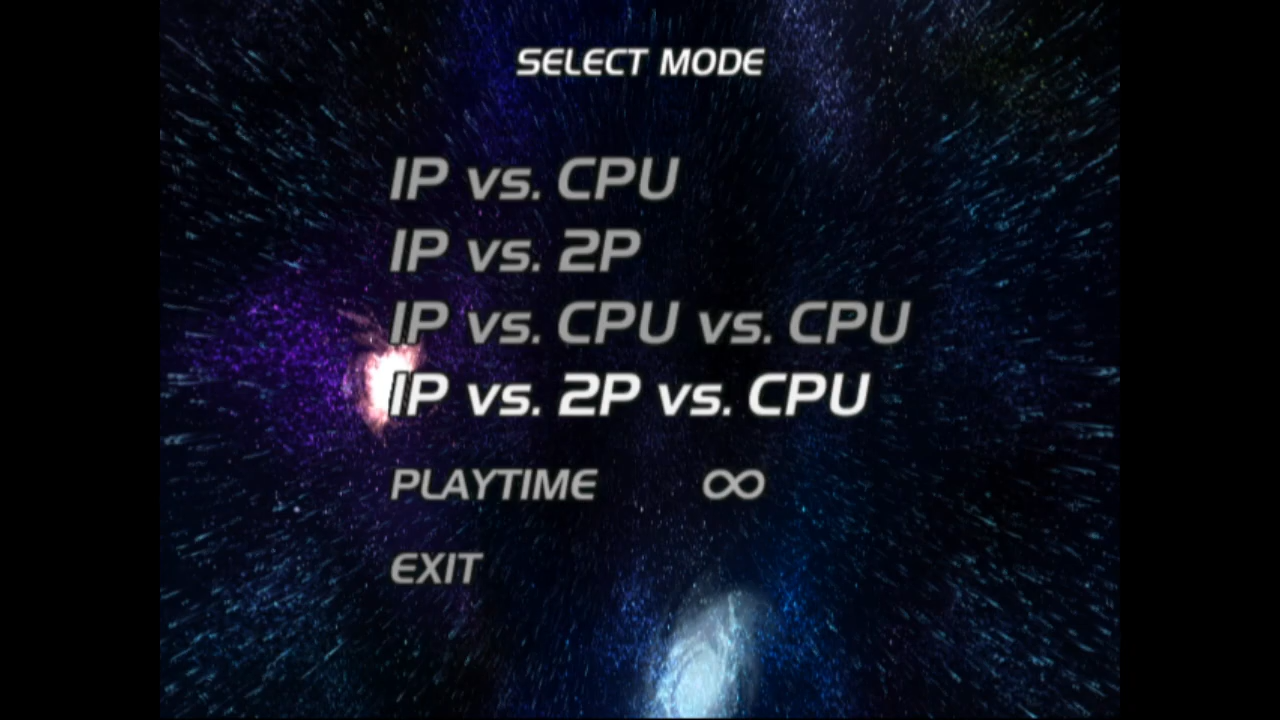 SELECT MODE
1P vs. CPU
1P vs. 2P
1P vs. CPU vs. CPU
1P vs. 2P vs. CPU
PLAYTIME ∞
EXIT